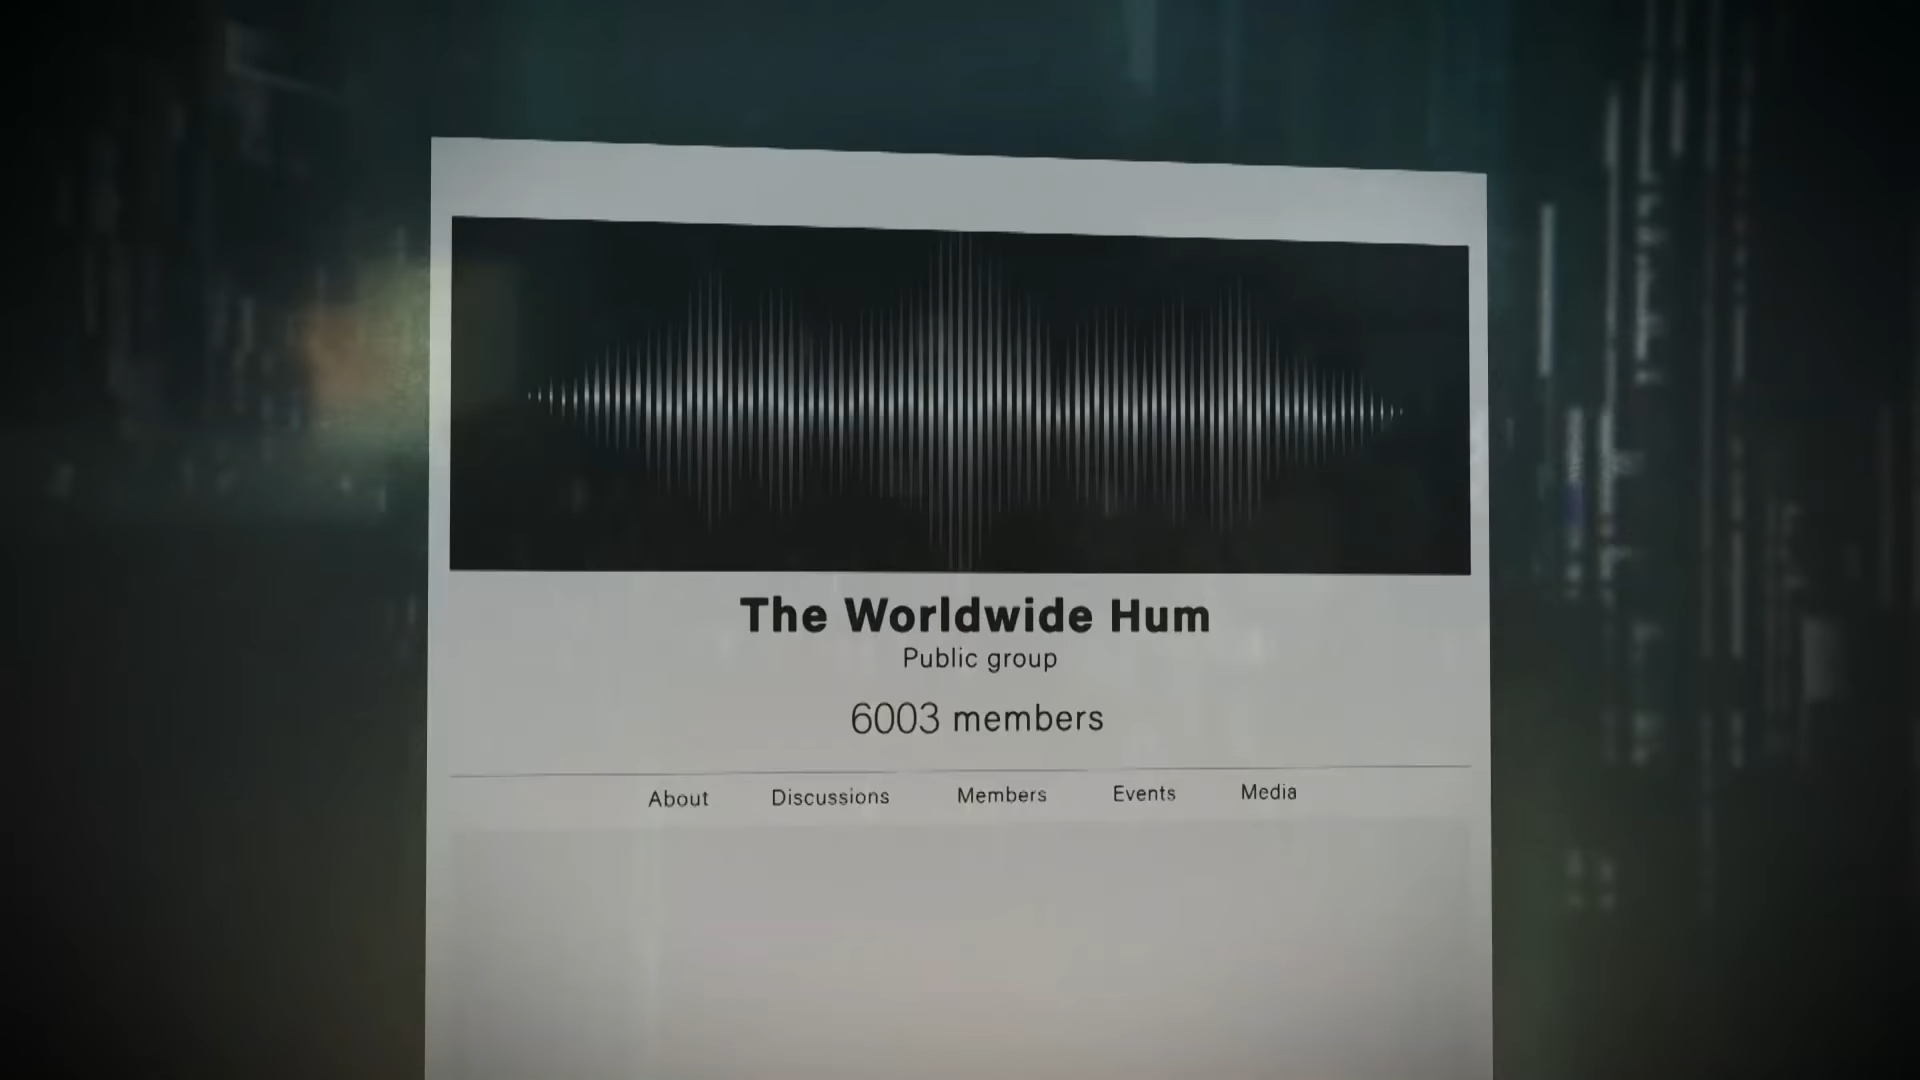 The Worldwide Hum
Public group
6003 members
About Discussions Members Events Media